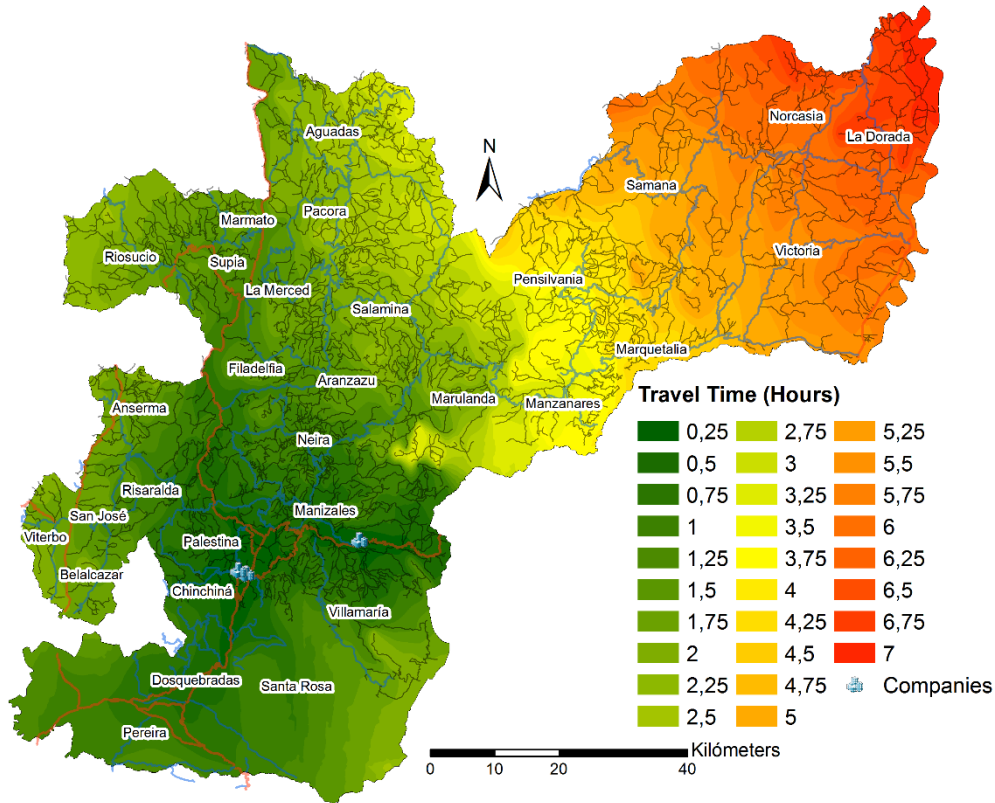 Aguadas
N
Norcasia
La Dorada
Samana
Pacora
Marmato
Riosucio
Supia
Victoria
La Merced
Pensilvania
Salamina
Marquetalia
Filadelfia
Aranzazu
Marulanda
Manzanares
Anserma
Neira
Risaralda
San José
Manizales
Viterbo
Palestina
Belalcazar
Chinchiná
Villamaría
Dosquebradas
Santa Rosa
Pereira
Travel Time (Hours)
0,25
0,5
0,75
1
1,25
1,5
1,75
2
2,25
2,5
2,75
3
3,25
3,5
3,75
4
4,25
4,5
4,75
5
5,25
5,5
5,75
6
6,25
6,5
6,75
7
Companies
Kilómeters
0 10 20 40